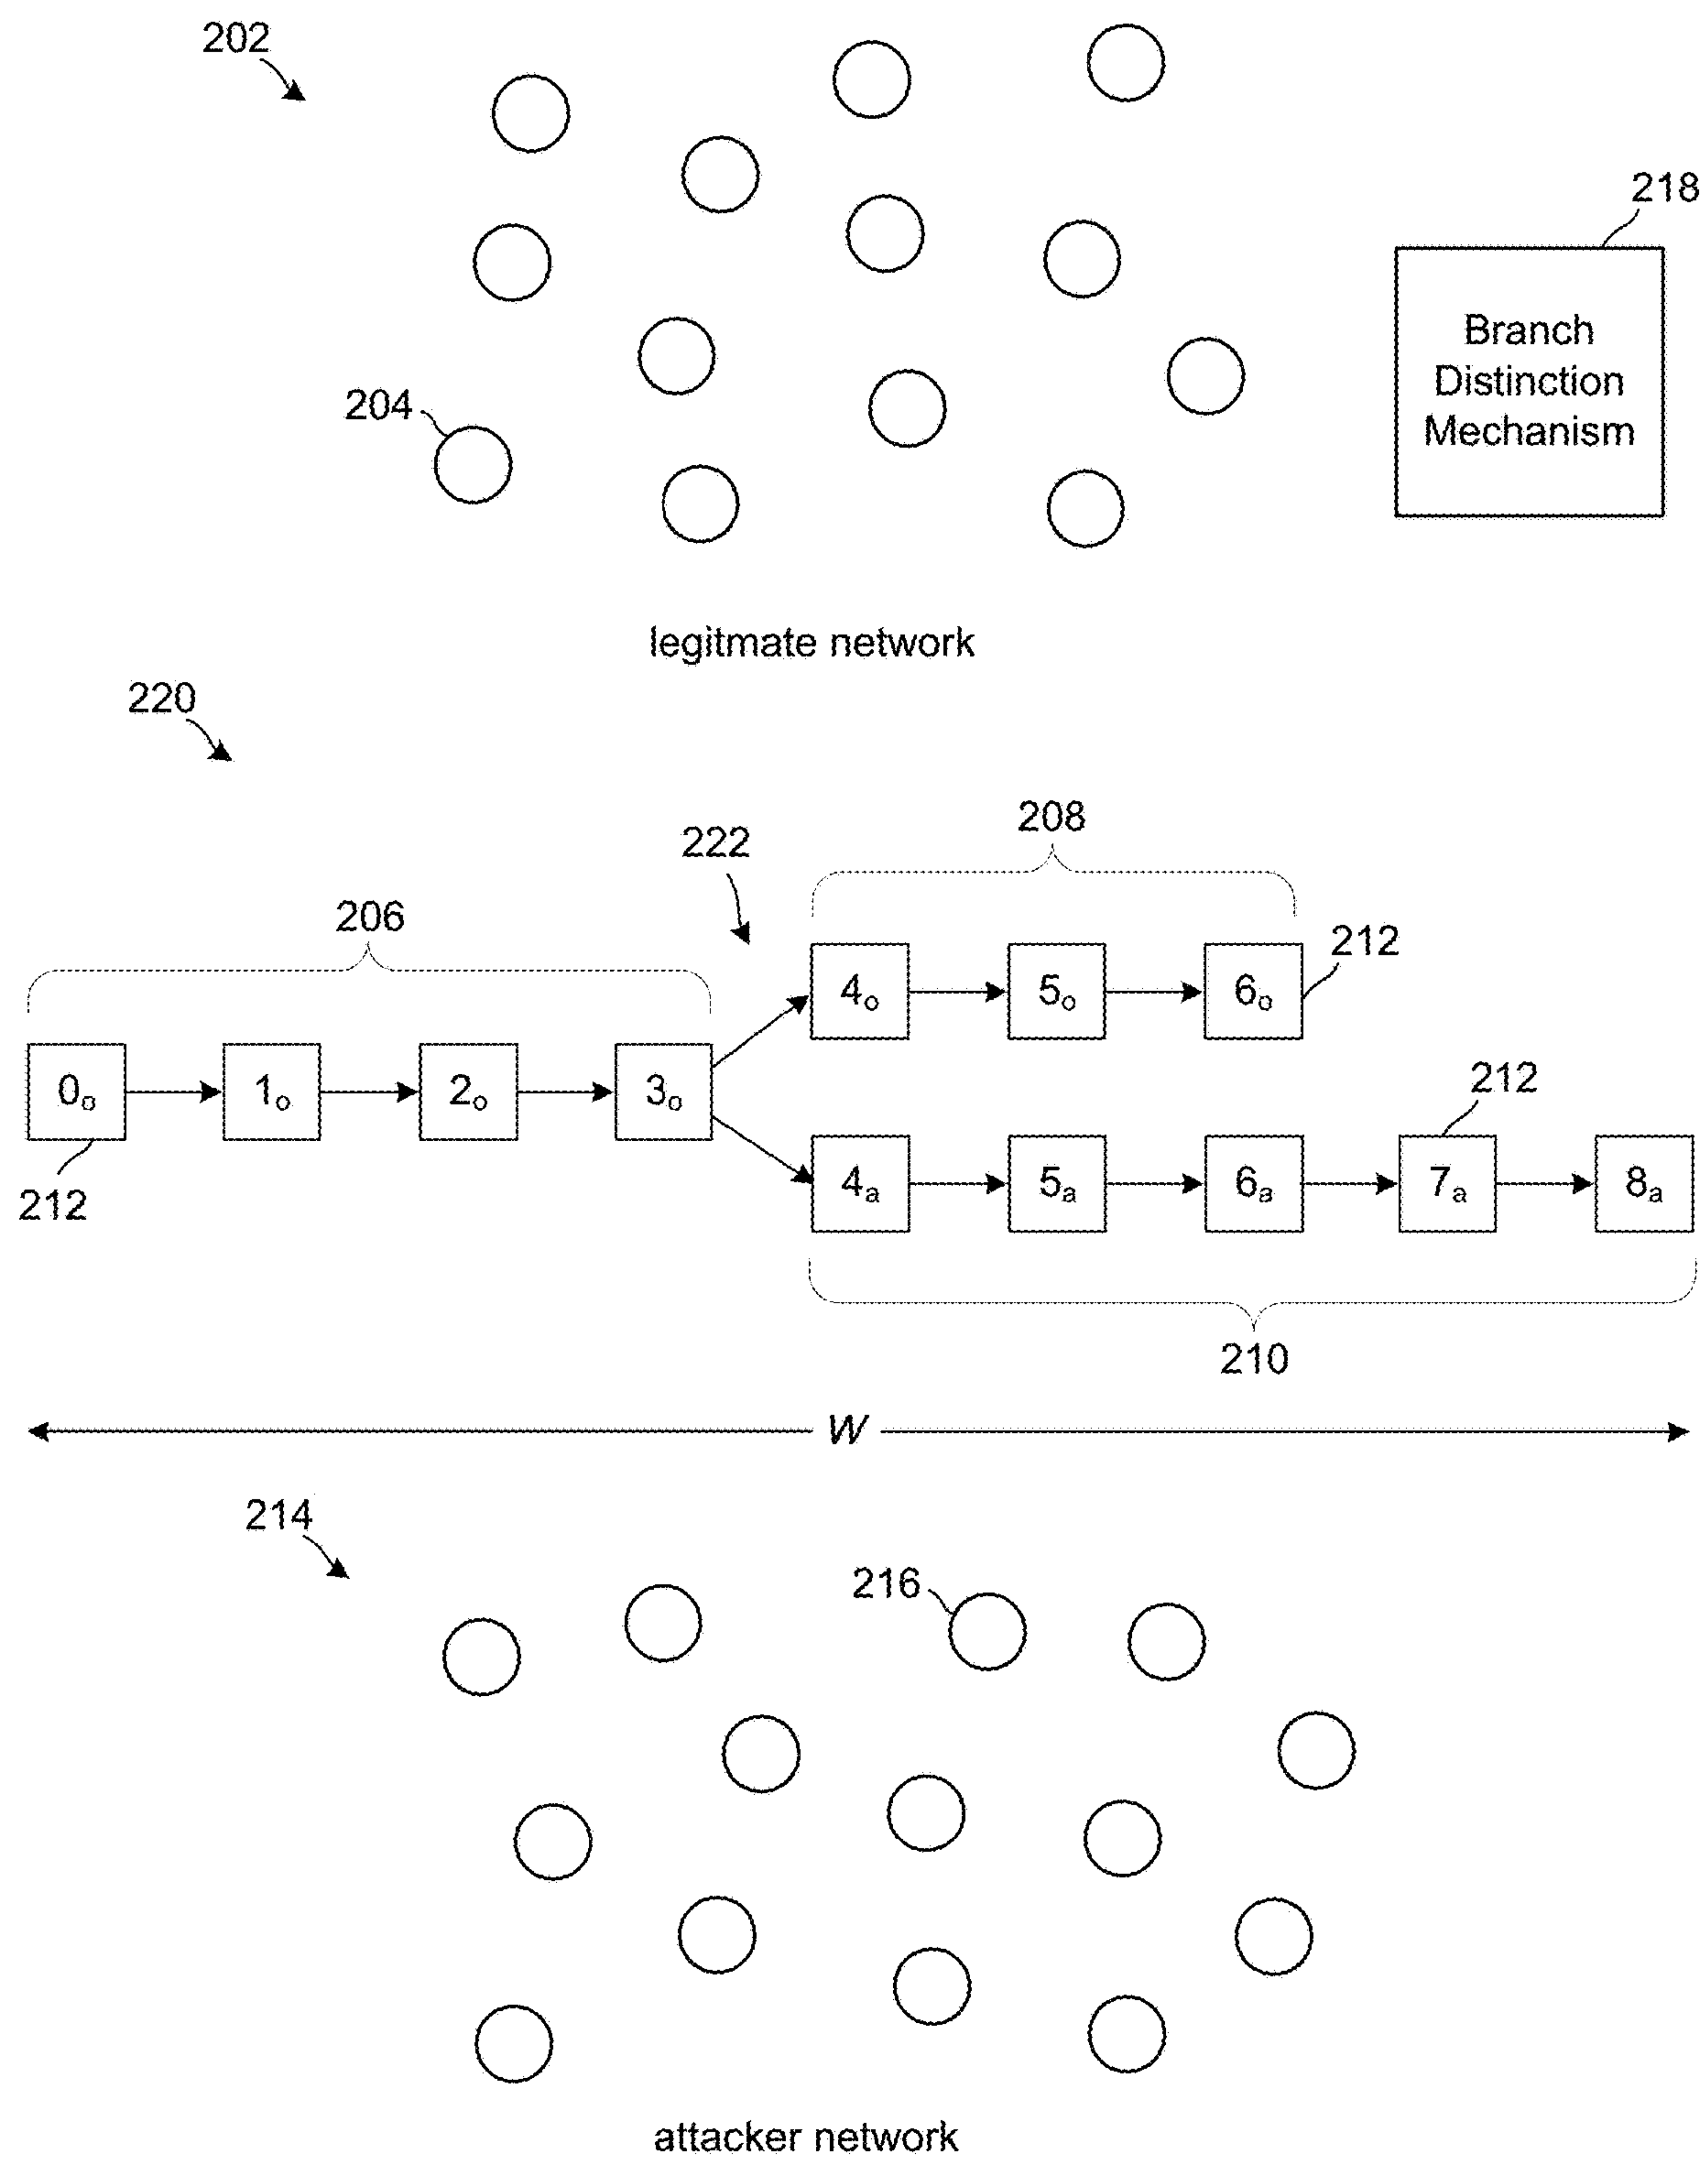 202
218
Branch
Distinction
Mechanism
204
legitmate network
220
208
222
206
212
4o
5o
6o
0o
1o
2o
3o
212
212
4a
5a
6a
7a
8a
210
W
214
216
attacker network